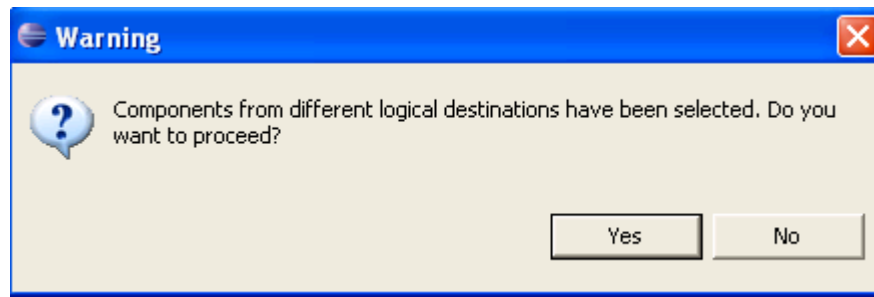 Warning
Components from different logical destinations have been selected. Do you
want to proceed?
Yes No